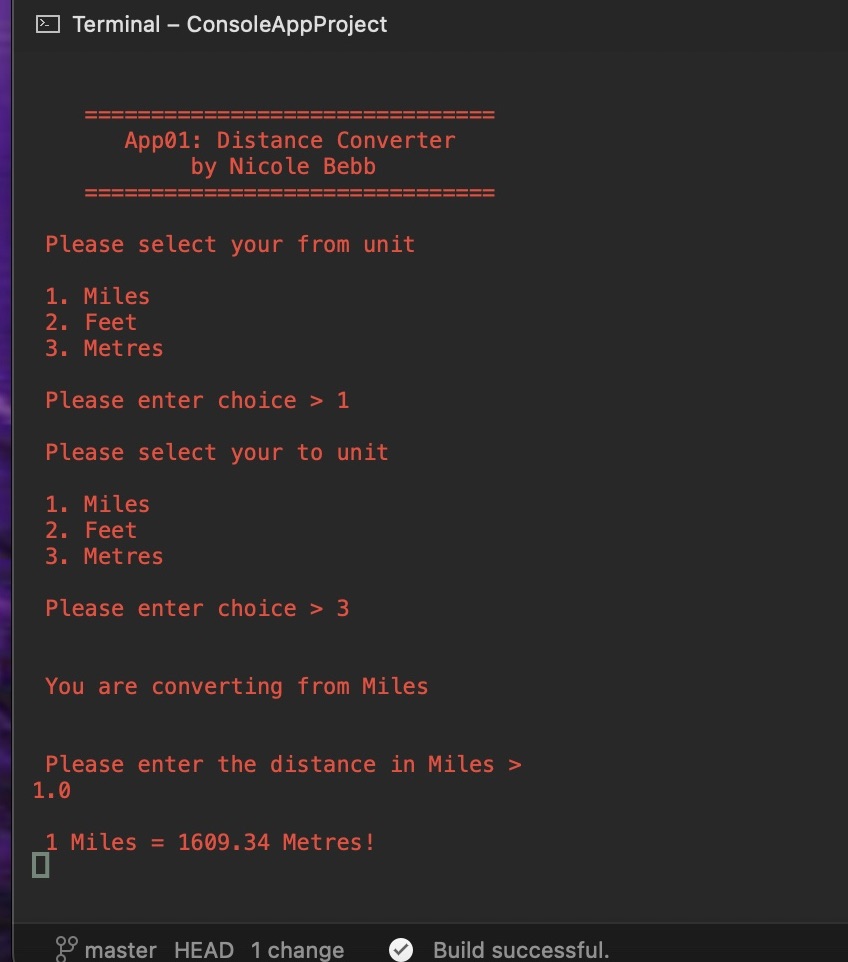 Terminal – ConsoleAppProject
===============================
App01: Distance Converter
by Nicole Bebb
===============================
Please select your from unit
1. Miles
2. Feet
3. Metres
Please enter choice > 1
Please select your to unit
1. Miles
2. Feet
3. Metres
Please enter choice > 3
You are converting from Miles
Please enter the distance in Miles >
1.0
1 Miles = 1609.34 Metres!
master HEAD 1 change Build successful.